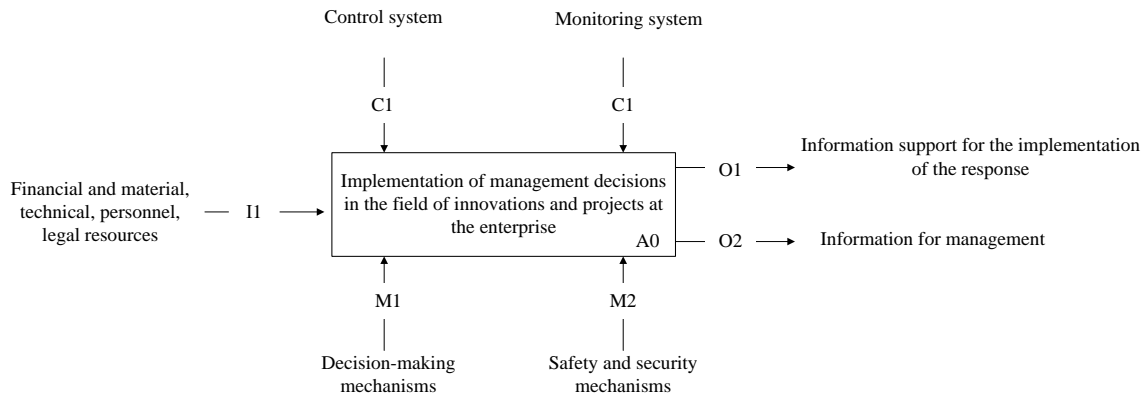 Control system
Monitoring system
C1
C1
Information support for the implementation
of the response
O1
Implementation of management decisions
in the field of innovations and projects at
the enterprise
A0
Financial and material,
technical, personnel,
legal resources
I1
O2
Information for management
M1
M2
Decision-making
mechanisms
Safety and security
mechanisms